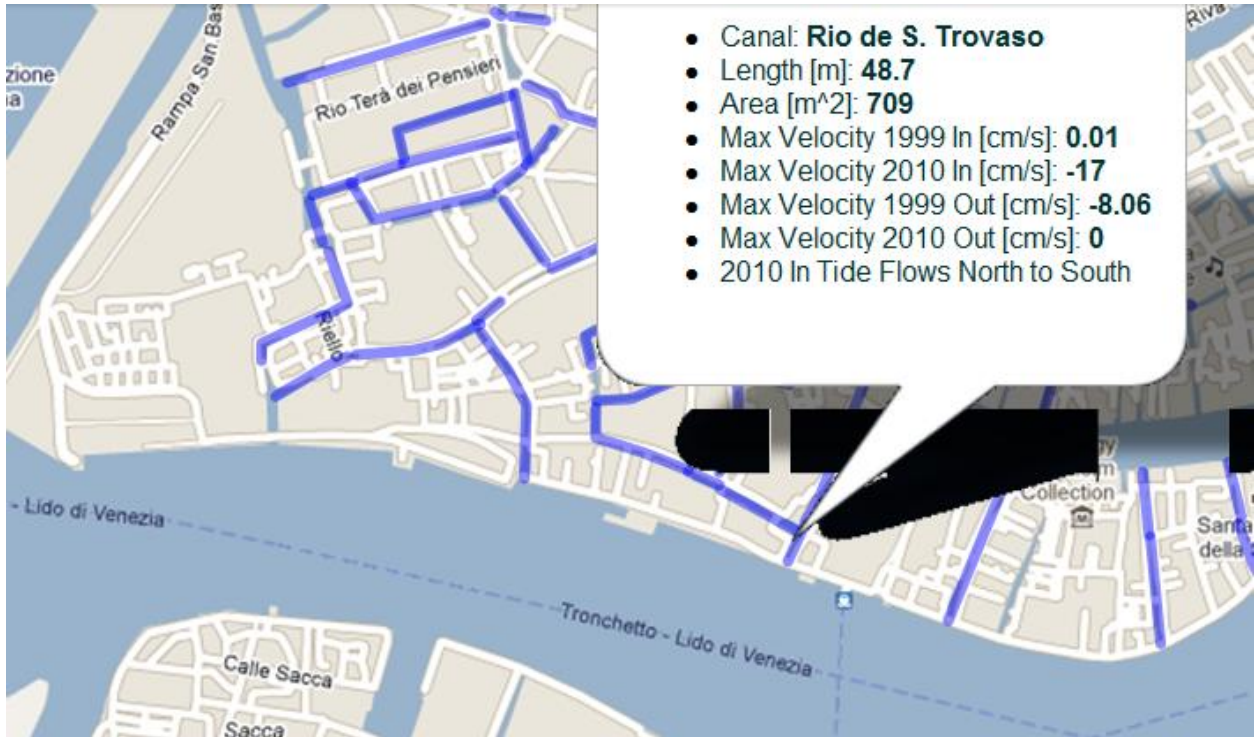 • Canal: Rio de S. Trovaso
• Length [m]: 48.7
• Area [m^2]: 709
• Max Velocity 1999 In [cm/s]: 0.01
• Max Velocity 2010 In [cm/s]: -17
• Max Velocity 1999 Out [cm/s]: -8.06
• Max Velocity 2010 Out [cm/s]: 0
• 2010 In Tide Flows North to South
Riva
zione
a
Rampa San Bas
Rio Terà dei Pensieri
Riello
Collection
Santa
della
- Lido di Venezia
Tronchetto - Lido di Venezia
Calle Sacca
Sacca